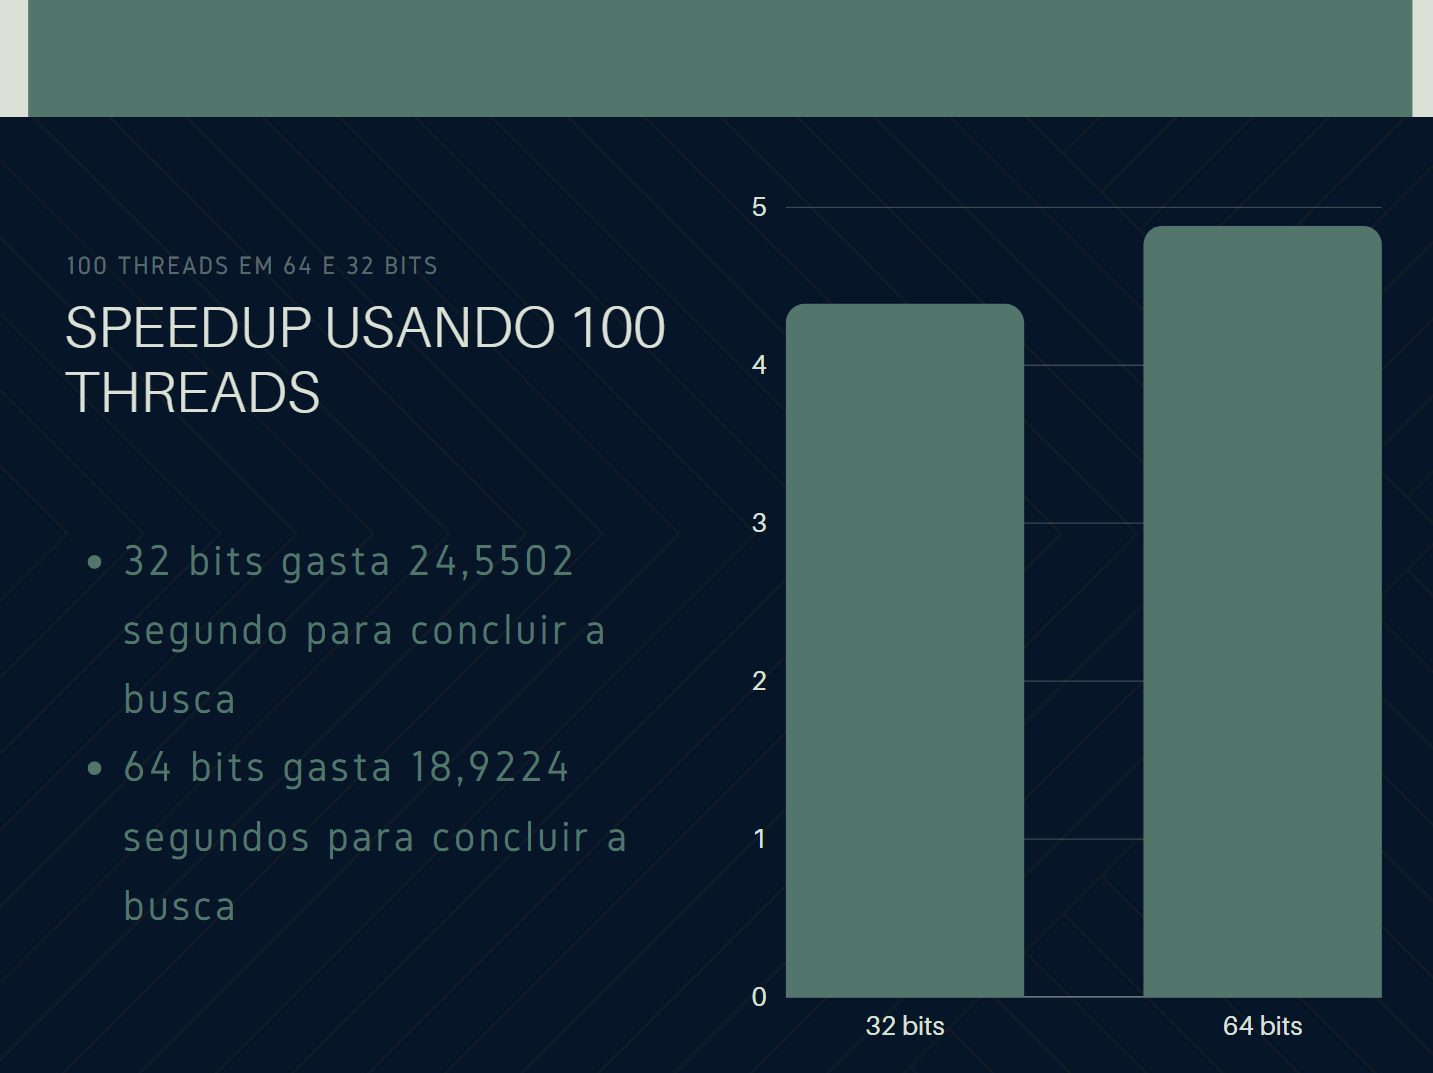 100 THREADS EM 64 E 32 BITS
SPEEDUP USANDO 100
THREADS
• 32 bits gasta 24,5502
segundo para concluir a
busca
• 64 bits gasta 18,9224
segundos para concluir a
busca
5
4
3
2
1
0
32 bits
64 bits